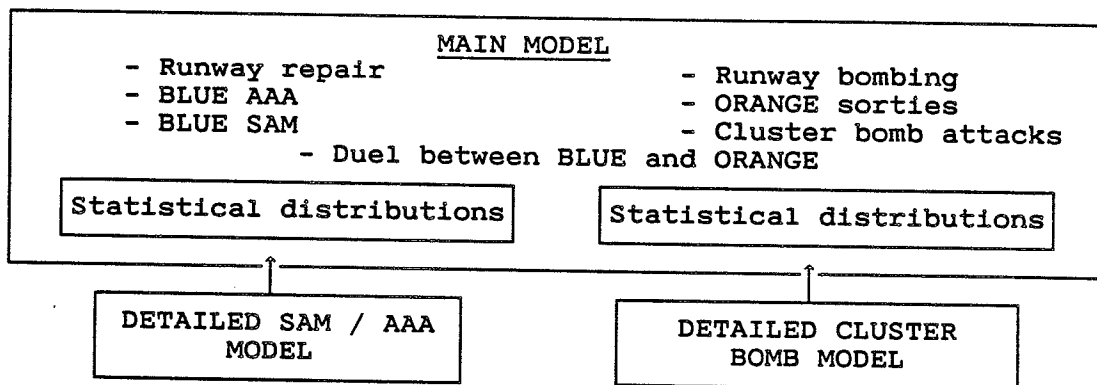 MAIN MODEL
- Runway repair
- BLUE AAA
- BLUE SAM
- Runway bombing
- ORANGE sorties
- Cluster bomb attacks
- Duel between BLUE and ORANGE
Statistical distributions
Statistical distributions
DETAILED SAM / AAA
MODEL
DETAILED CLUSTER
BOMB MODEL